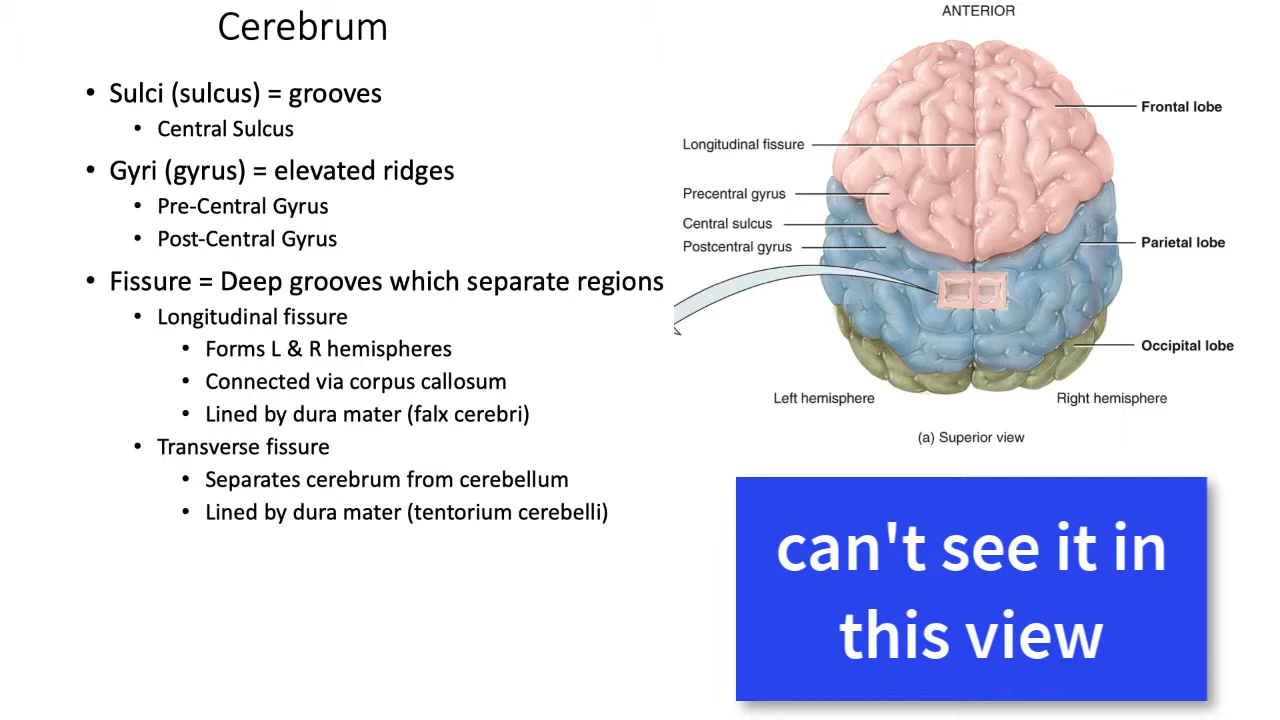 Cerebrum
• Sulci (sulcus) = grooves
• Central Sulcus
• Gyri (gyrus) = elevated ridges
• Pre-Central Gyrus
• Post-Central Gyrus
• Fissure = Deep grooves which separate regions
• Longitudinal fissure
• Forms L & R hemispheres
• Connected via corpus callosum
• Lined by dura mater (falx cerebri)
• Transverse fissure
• Separates cerebrum from cerebellum
• Lined by dura mater (tentorium cerebelli)
ANTERIOR
Frontal lobe
Longitudinal fissure
Precentral gyrus
Central sulcus
Postcentral gyrus
Parietal lobe
Occipital lobe
Left hemisphere
Right hemisphere
(a) Superior view
can't see it in
this view